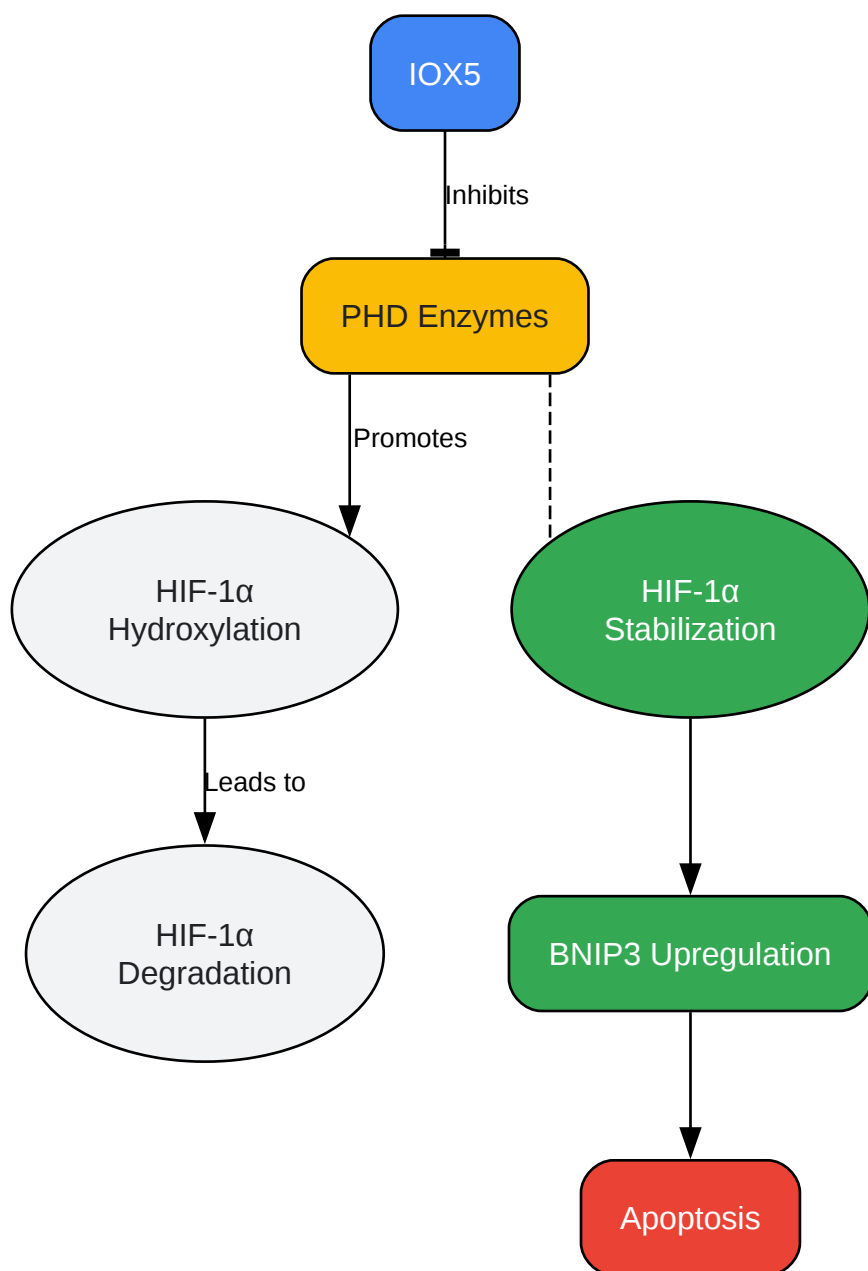 IOX5
Inhibits
PHD Enzymes
Promotes
HIF-1α
Hydroxylation
HIF-1α
Stabilization
Leads to
HIF-1α
Degradation
BNIP3 Upregulation
Apoptosis